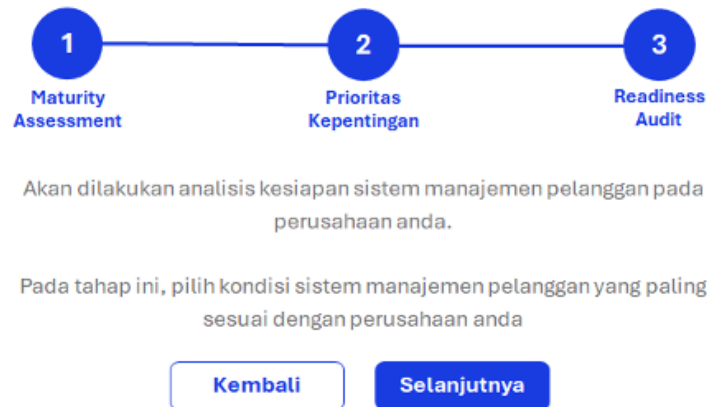 1
2
3
Maturity
Assessment
Prioritas
Kepentingan
Readiness
Audit
Akan dilakukan analisis kesiapan sistem manajemen pelanggan pada
perusahaan anda.
Pada tahap ini, pilih kondisi sistem manajemen pelanggan yang paling
sesuai dengan perusahaan anda
Kembali
Selanjutnya